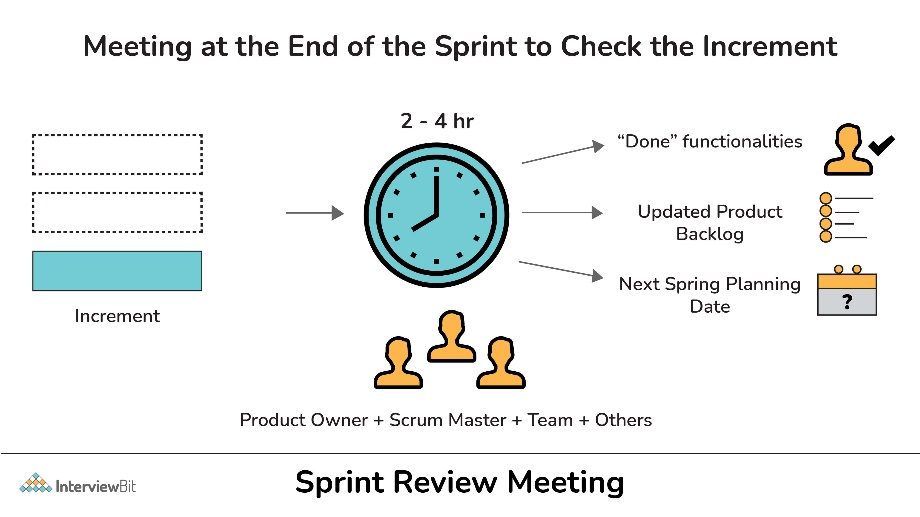 Meeting at the End of the Sprint to Check the Increment
2 - 4 hr
“Done” functionalities
Updated Product
Backlog
Next Spring Planning
Date
?
Increment
Product Owner + Scrum Master + Team + Others
InterviewBit
Sprint Review Meeting